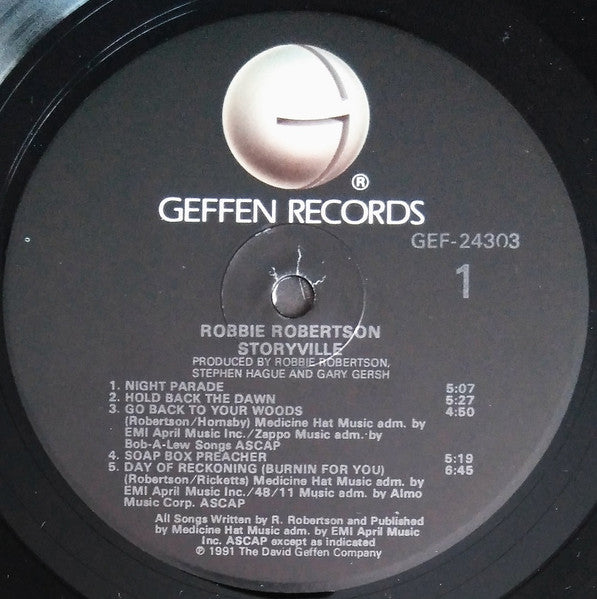 G
®
GEFFEN RECORDS
GEF-24303
1
ROBBIE ROBERTSON
STORYVILLE
PRODUCED BY ROBBIE ROBERTSON,
STEPHEN HAGUE AND GARY GERSH
1. NIGHT PARADE 5:07
2. HOLD BACK THE DAWN 5:27
3. GO BACK TO YOUR WOODS 4:50
(Robertson/Hornsby) Medicine Hat Music adm. by
EMI April Music Inc./Zappo Music adm. by
Bob-A-Lew Songs ASCAP
4. SOAP BOX PREACHER 5:19
5. DAY OF RECKONING (BURNIN FOR YOU) 6:45
(Robertson/Ricketts) Medicine Hat Music adm. by
EMI April Music Inc./48/11 Music adm. by Almo
Music Corp. ASCAP
All Songs Written by R. Robertson and Published
by Medicine Hat Music adm. by EMI April Music
Inc. ASCAP except as indicated
℗ 1991 The David Geffen Company